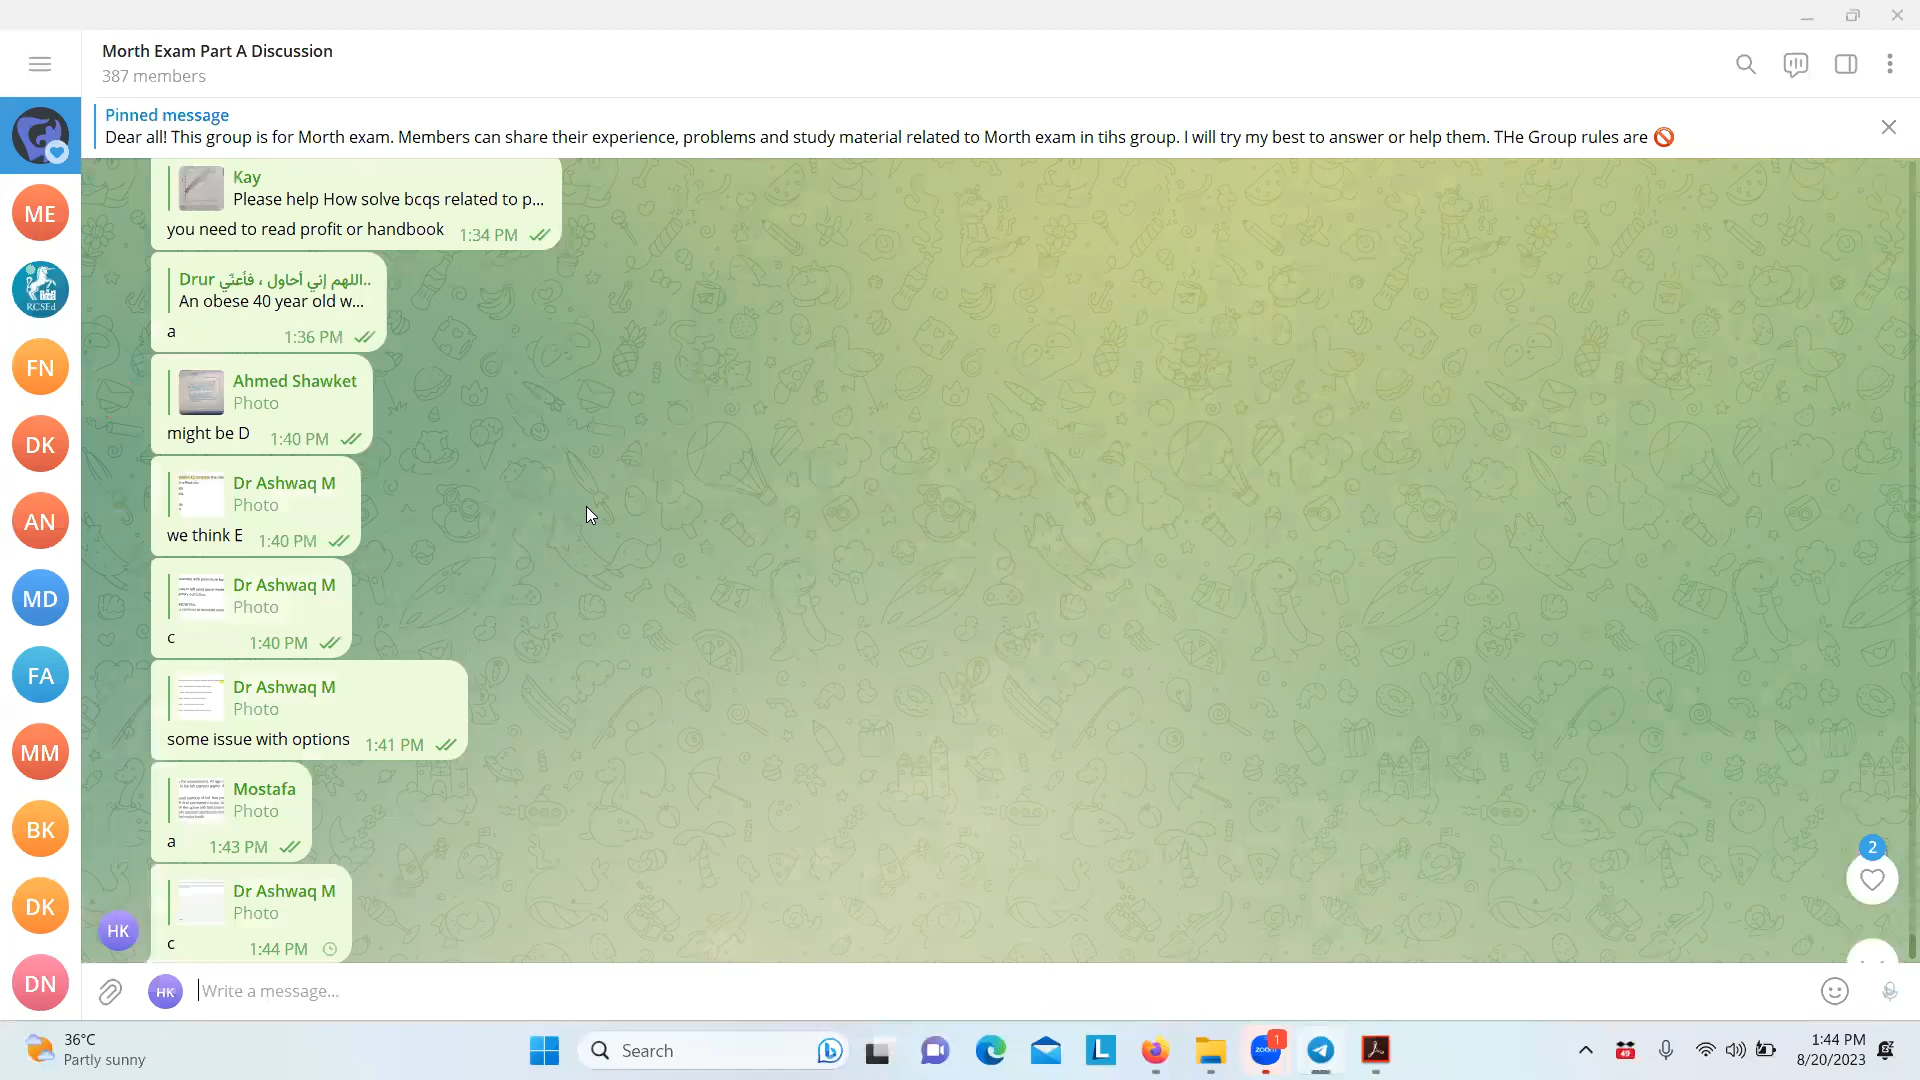 Morth Exam Part A Discussion
387 members
Pinned message
Dear all! This group is for Morth exam. Members can share their experience, problems and study material related to Morth exam in tihs group. I will try my best to answer or help them. THe Group rules are 🚫
Kay
Please help How solve bcqs related to p...
you need to read profit or handbook 1:34 PM
Drur اللهم إني أحاول ، فأعنّي..
An obese 40 year old w...
a 1:36 PM
Ahmed Shawket
Photo
might be D 1:40 PM
Dr Ashwaq M
Photo
we think E 1:40 PM
Dr Ashwaq M
Photo
c 1:40 PM
Dr Ashwaq M
Photo
some issue with options 1:41 PM
Mostafa
Photo
a 1:43 PM
Dr Ashwaq M
Photo
c 1:44 PM
HK
HK
Write a message...
2
ME
RCSEd
FN
DK
AN
MD
FA
MM
BK
DK
DN
36°C
Partly sunny
Search
L
zoom
1
49
1:44 PM
8/20/2023